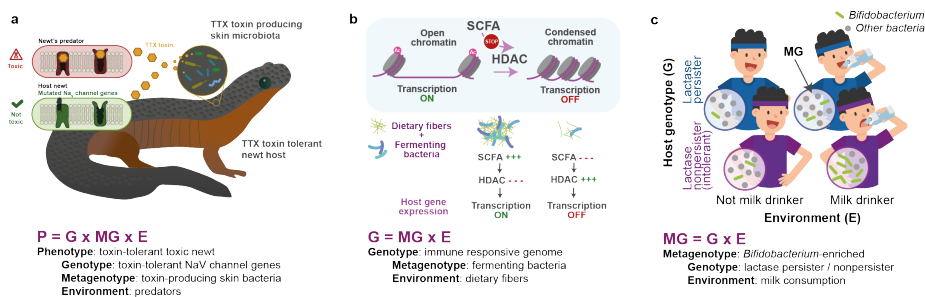 a
TTX toxin producing
skin microbiota
Newt's predator
TTX toxin
Toxic
Host newt
Mutated Nav channel genes
Not
toxic
TTX toxin tolerant
newt host
P = G x MG x E
Phenotype: toxin-tolerant toxic newt
Genotype: toxin-tolerant NaV channel genes
Metagenotype: toxin-producing skin bacteria
Environment: predators
b
SCFA
Open
chromatin
STOP
Condensed
chromatin
HDAC
Ac
Ac
Transcription
ON
Transcription
OFF
Dietary fibers
+
Fermenting
bacteria
SCFA +++
SCFA ---
HDAC ---
HDAC +++
Host gene
expression
Transcription
ON
Transcription
OFF
G = MG x E
Genotype: immune responsive genome
Metagenotype: fermenting bacteria
Environment: dietary fibers
c
Bifidobacterium
Other bacteria
MG
Host genotype (G)
Lactase
persister
Lactase
nonpersister
(intolerant)
Not milk drinker
Milk drinker
Environment (E)
MG = G x E
Metagenotype: Bifidobacterium-enriched
Genotype: lactase persister / nonpersister
Environment: milk consumption